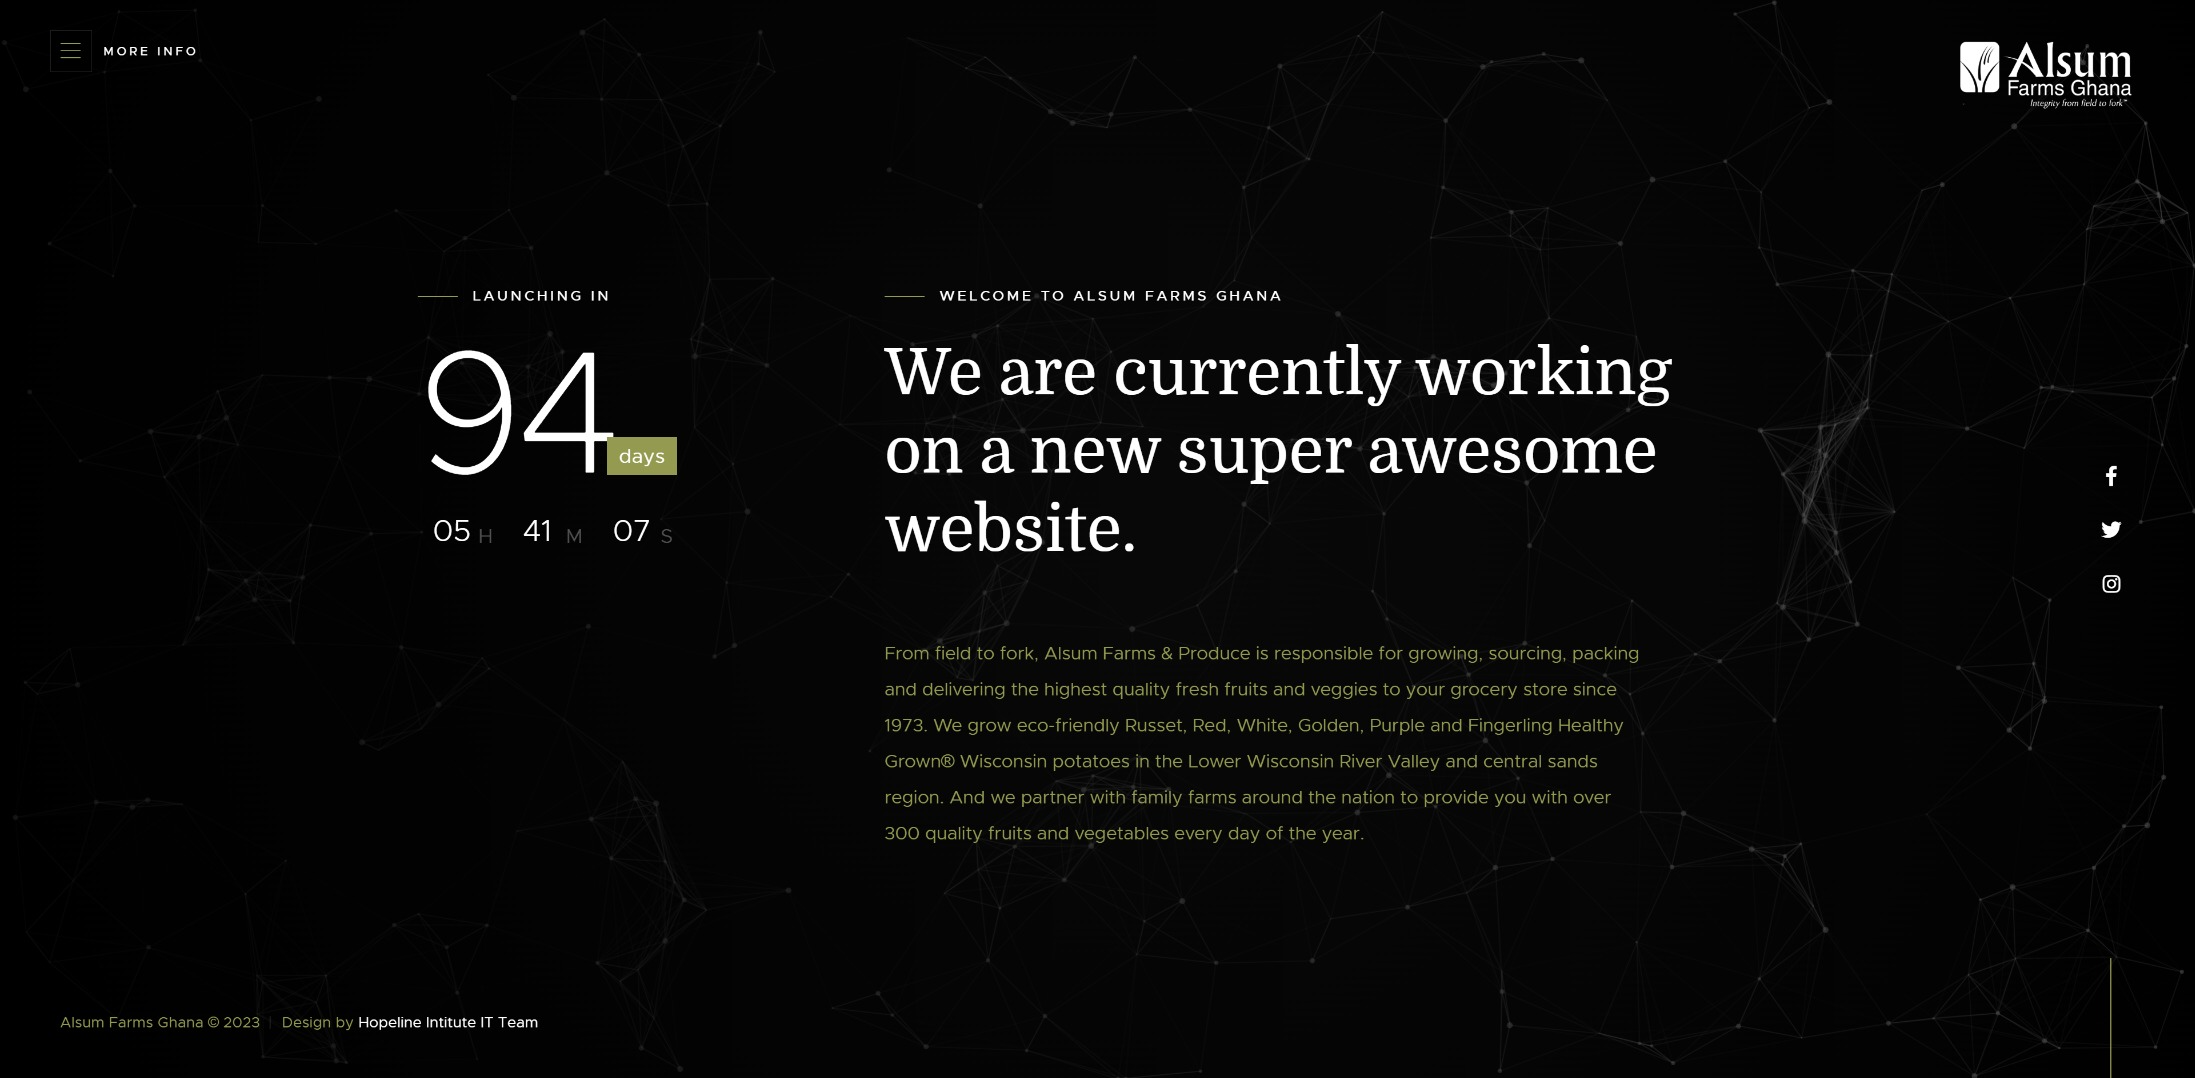 MORE INFO
Alsum
Farms Ghana
Integrity from field to fork™
LAUNCHING IN
94 days
05 H 41 M 07 S
WELCOME TO ALSUM FARMS GHANA
We are currently working
on a new super awesome
website.
From field to fork, Alsum Farms & Produce is responsible for growing, sourcing, packing
and delivering the highest quality fresh fruits and veggies to your grocery store since
1973. We grow eco-friendly Russet, Red, White, Golden, Purple and Fingerling Healthy
Grown® Wisconsin potatoes in the Lower Wisconsin River Valley and central sands
region. And we partner with family farms around the nation to provide you with over
300 quality fruits and vegetables every day of the year.
Alsum Farms Ghana © 2023 | Design by Hopeline Intitute IT Team